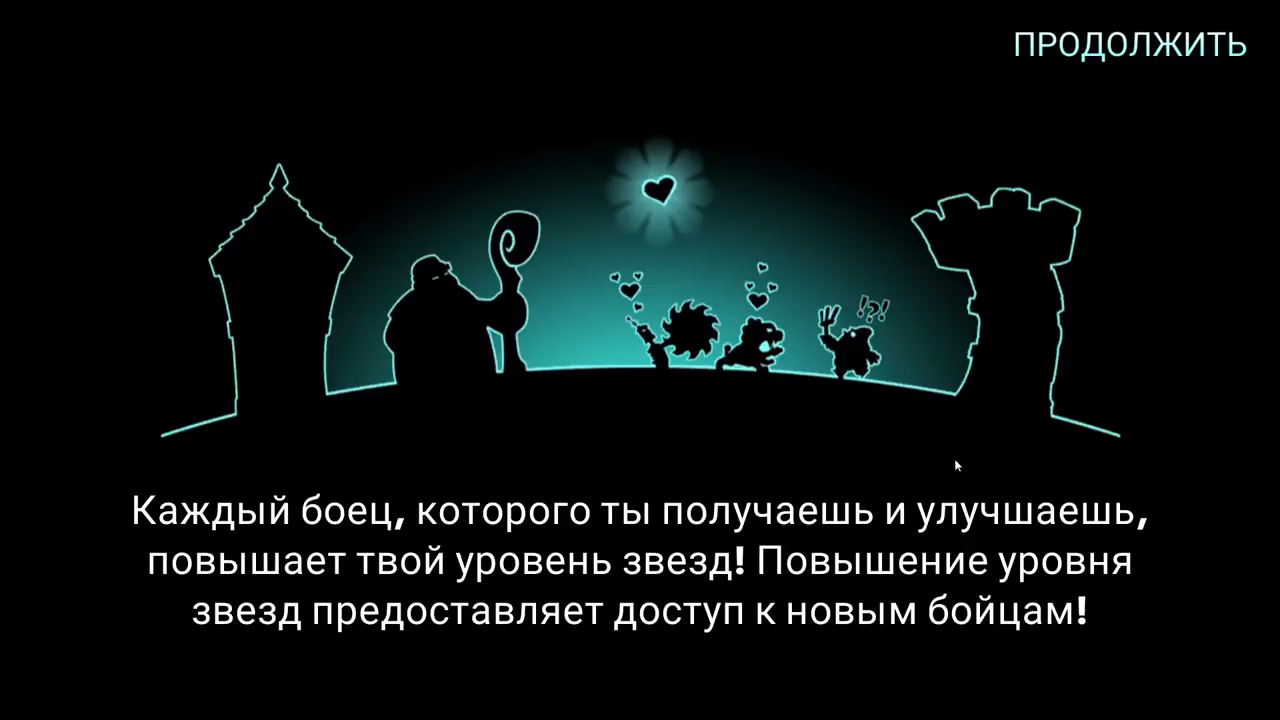 ПРОДОЛЖИТЬ
!?!
Каждый боец, которого ты получаешь и улучшаешь,
повышает твой уровень звезд! Повышение уровня
звезд предоставляет доступ к новым бойцам!